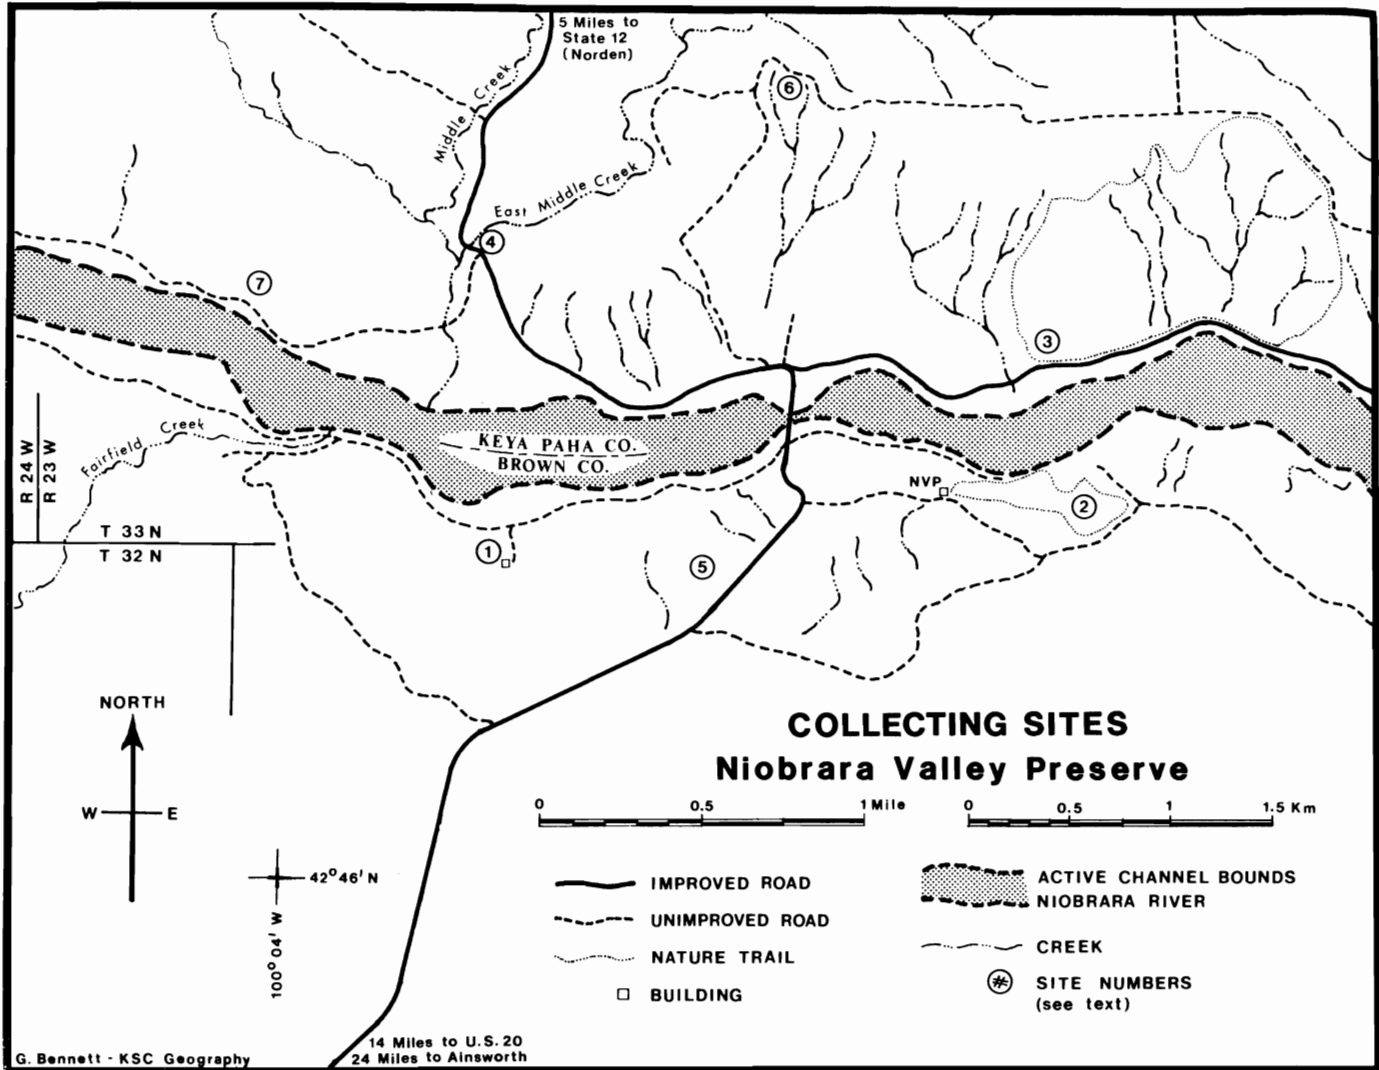 5 Miles to
State 12
(Norden)
Middle Creek
6
East Middle Creek
4
7
3
KEYA PAHA CO.
BROWN CO.
Fairfield Creek
R 24 W
R 23 W
NVP
2
T 33 N
T 32 N
1
5
NORTH
W E
COLLECTING SITES
Niobrara Valley Preserve
0 0.5 1 Mile
0 0.5 1 1.5 Km
42° 46' N
100° 04' W
IMPROVED ROAD
UNIMPROVED ROAD
NATURE TRAIL
BUILDING
ACTIVE CHANNEL BOUNDS
NIOBRARA RIVER
CREEK
# SITE NUMBERS
(see text)
14 Miles to U.S. 20
24 Miles to Ainsworth
G. Bennett - KSC Geography